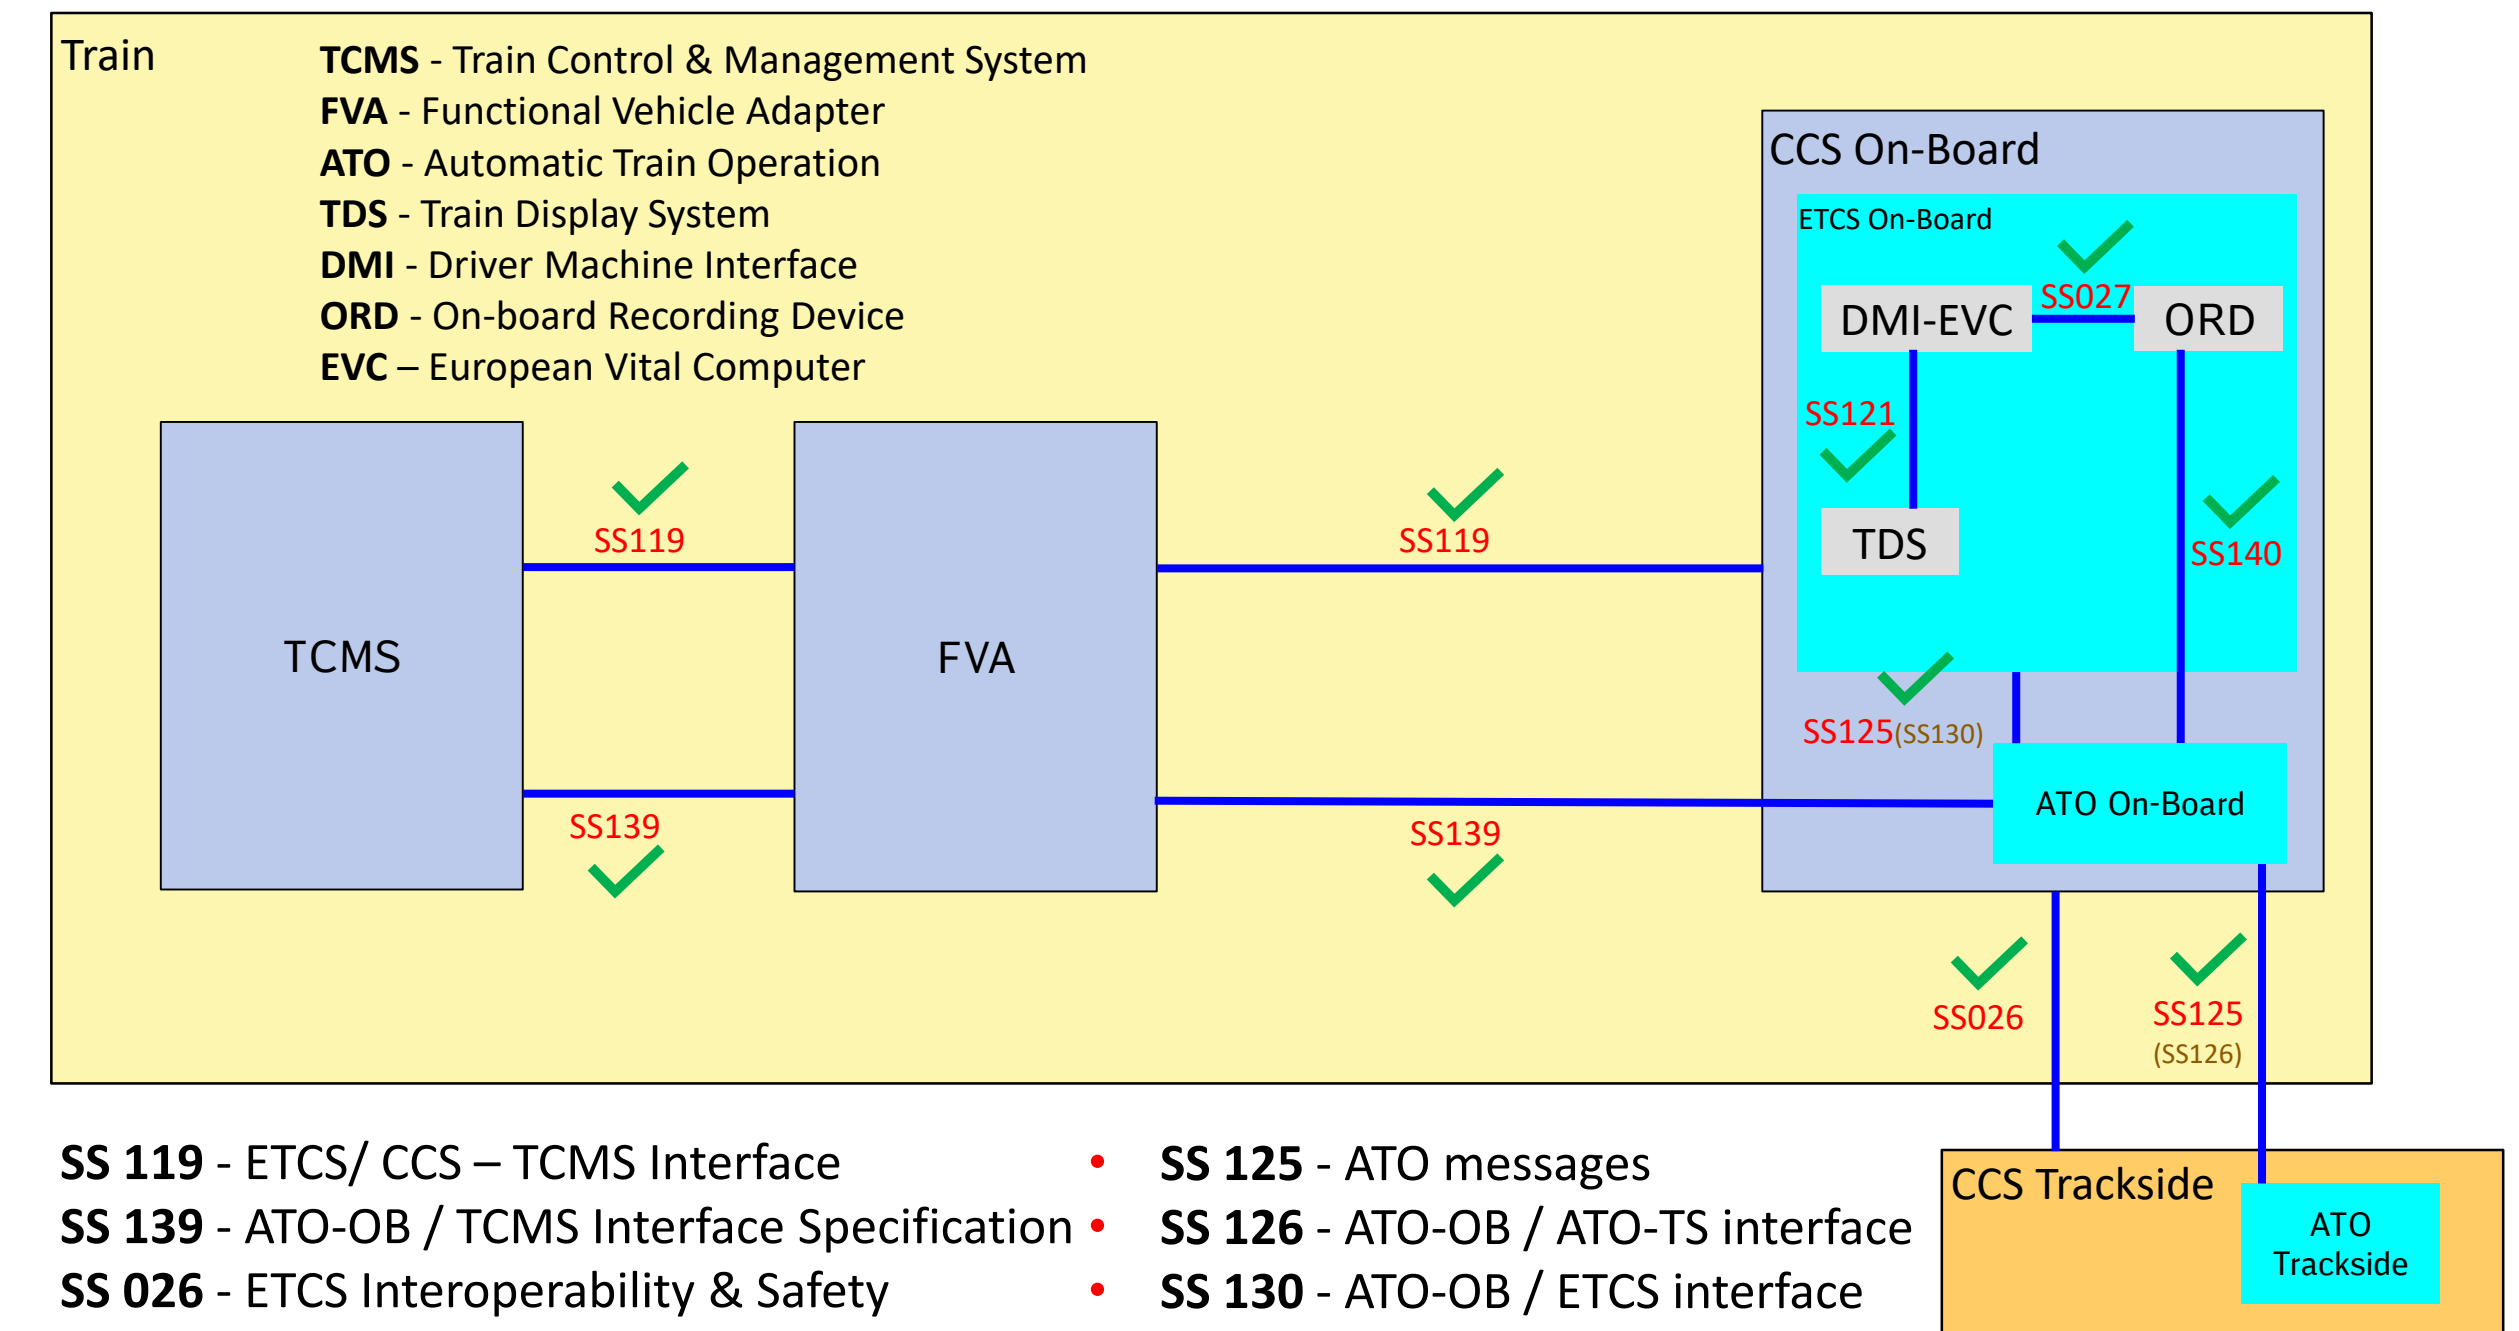 Train
TCMS - Train Control & Management System
FVA - Functional Vehicle Adapter
ATO - Automatic Train Operation
TDS - Train Display System
DMI - Driver Machine Interface
ORD - On-board Recording Device
EVC – European Vital Computer
CCS On-Board
ETCS On-Board
SS027
DMI-EVC
ORD
SS121
TDS
SS140
SS119
SS119
TCMS
FVA
SS125(SS130)
ATO On-Board
SS139
SS139
SS026
SS125
(SS126)
SS 119 - ETCS/ CCS – TCMS Interface
SS 139 - ATO-OB / TCMS Interface Specification
SS 026 - ETCS Interoperability & Safety
• SS 125 - ATO messages
• SS 126 - ATO-OB / ATO-TS interface
• SS 130 - ATO-OB / ETCS interface
CCS Trackside
ATO
Trackside